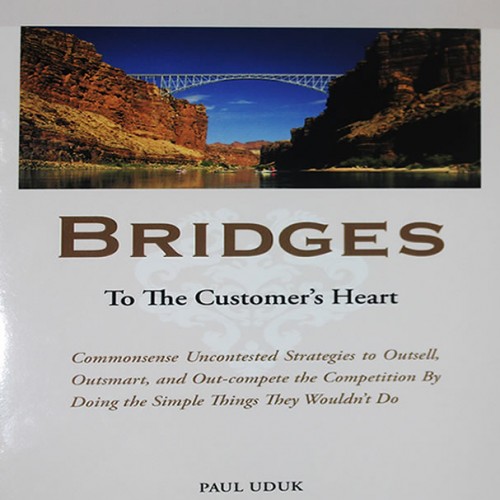 BRIDGES
To The Customer's Heart
Commonsense Uncontested Strategies to Outsell,
Outsmart, and Out-compete the Competition By
Doing the Simple Things They Wouldn't Do
PAUL UDUK